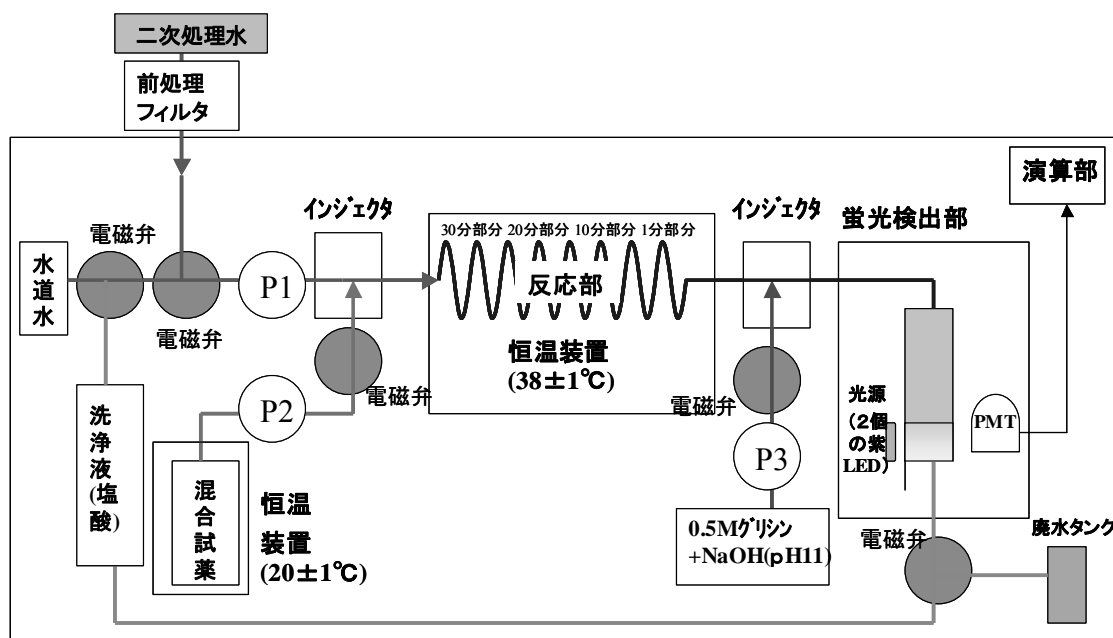 二次処理水
前処理
フィルタ
演算部
インジェクタ
インジェクタ
蛍光検出部
電磁弁
30分部分 20分部分 10分部分 1分部分
水道水
P1
反応部
電磁弁
恒温装置
(38±1℃)
電磁弁
電磁弁
光源
(2個
の紫
LED)
PMT
洗浄液(塩酸)
P2
P3
混合試薬
恒温
装置
(20±1℃)
0.5Mグリシン
+NaOH(pH11)
電磁弁
廃水タンク